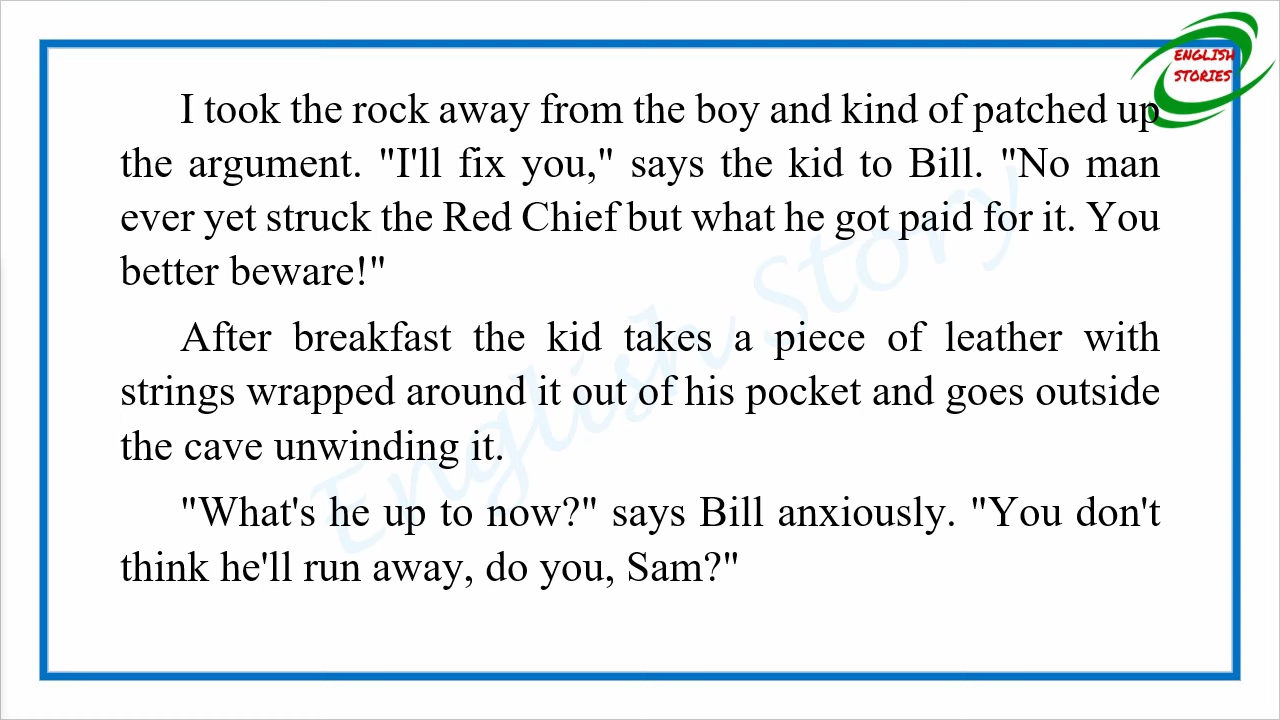 ENGLISH
STORIES
I took the rock away from the boy and kind of patched up
the argument. "I'll fix you," says the kid to Bill. "No man
ever yet struck the Red Chief but what he got paid for it. You
better beware!"
After breakfast the kid takes a piece of leather with
strings wrapped around it out of his pocket and goes outside
the cave unwinding it.
"What's he up to now?" says Bill anxiously. "You don't
think he'll run away, do you, Sam?"
English Story